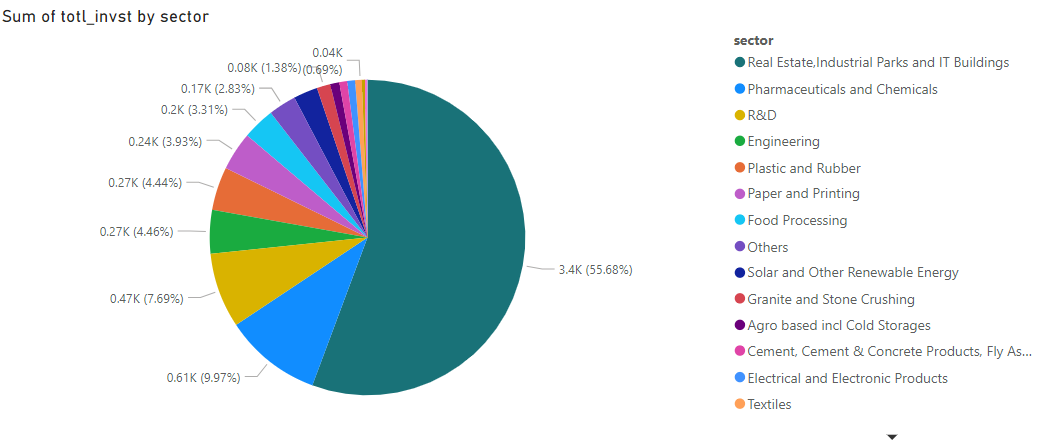 Sum of totl_invst by sector
0.04K
0.08K (1.38%)
(0.69%)
0.17K (2.83%)
0.2K (3.31%)
0.24K (3.93%)
0.27K (4.44%)
0.27K (4.46%)
0.47K (7.69%)
0.61K (9.97%)
3.4K (55.68%)
sector
Real Estate,Industrial Parks and IT Buildings
Pharmaceuticals and Chemicals
R&D
Engineering
Plastic and Rubber
Paper and Printing
Food Processing
Others
Solar and Other Renewable Energy
Granite and Stone Crushing
Agro based incl Cold Storages
Cement, Cement & Concrete Products, Fly As...
Electrical and Electronic Products
Textiles